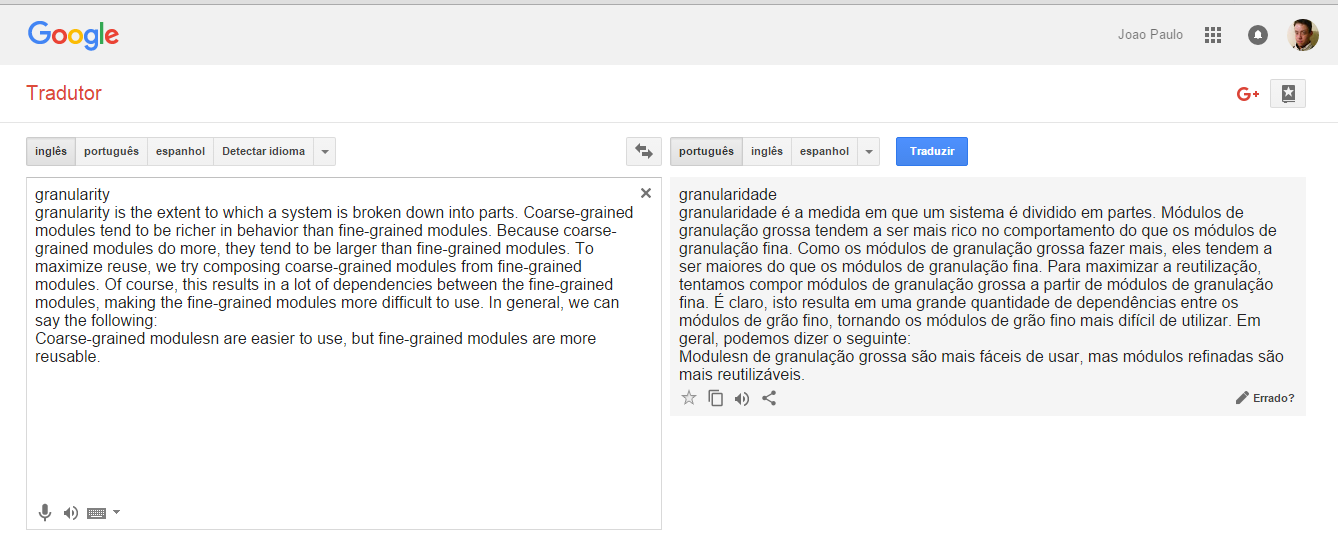 Google
Joao Paulo
Tradutor
G+
inglês português espanhol Detectar idioma
português inglês espanhol Traduzir
granularity
granularity is the extent to which a system is broken down into parts. Coarse-grained
modules tend to be richer in behavior than fine-grained modules. Because coarse-
grained modules do more, they tend to be larger than fine-grained modules. To
maximize reuse, we try composing coarse-grained modules from fine-grained
modules. Of course, this results in a lot of dependencies between the fine-grained
modules, making the fine-grained modules more difficult to use. In general, we can
say the following:
Coarse-grained modulesn are easier to use, but fine-grained modules are more
reusable.
granularidade
granularidade é a medida em que um sistema é dividido em partes. Módulos de
granulação grossa tendem a ser mais rico no comportamento do que os módulos de
granulação fina. Como os módulos de granulação grossa fazer mais, eles tendem a
ser maiores do que os módulos de granulação fina. Para maximizar a reutilização,
tentamos compor módulos de granulação grossa a partir de módulos de granulação
fina. É claro, isto resulta em uma grande quantidade de dependências entre os
módulos de grão fino, tornando os módulos de grão fino mais difícil de utilizar. Em
geral, podemos dizer o seguinte:
Modulesn de granulação grossa são mais fáceis de usar, mas módulos refinadas são
mais reutilizáveis.
Errado?